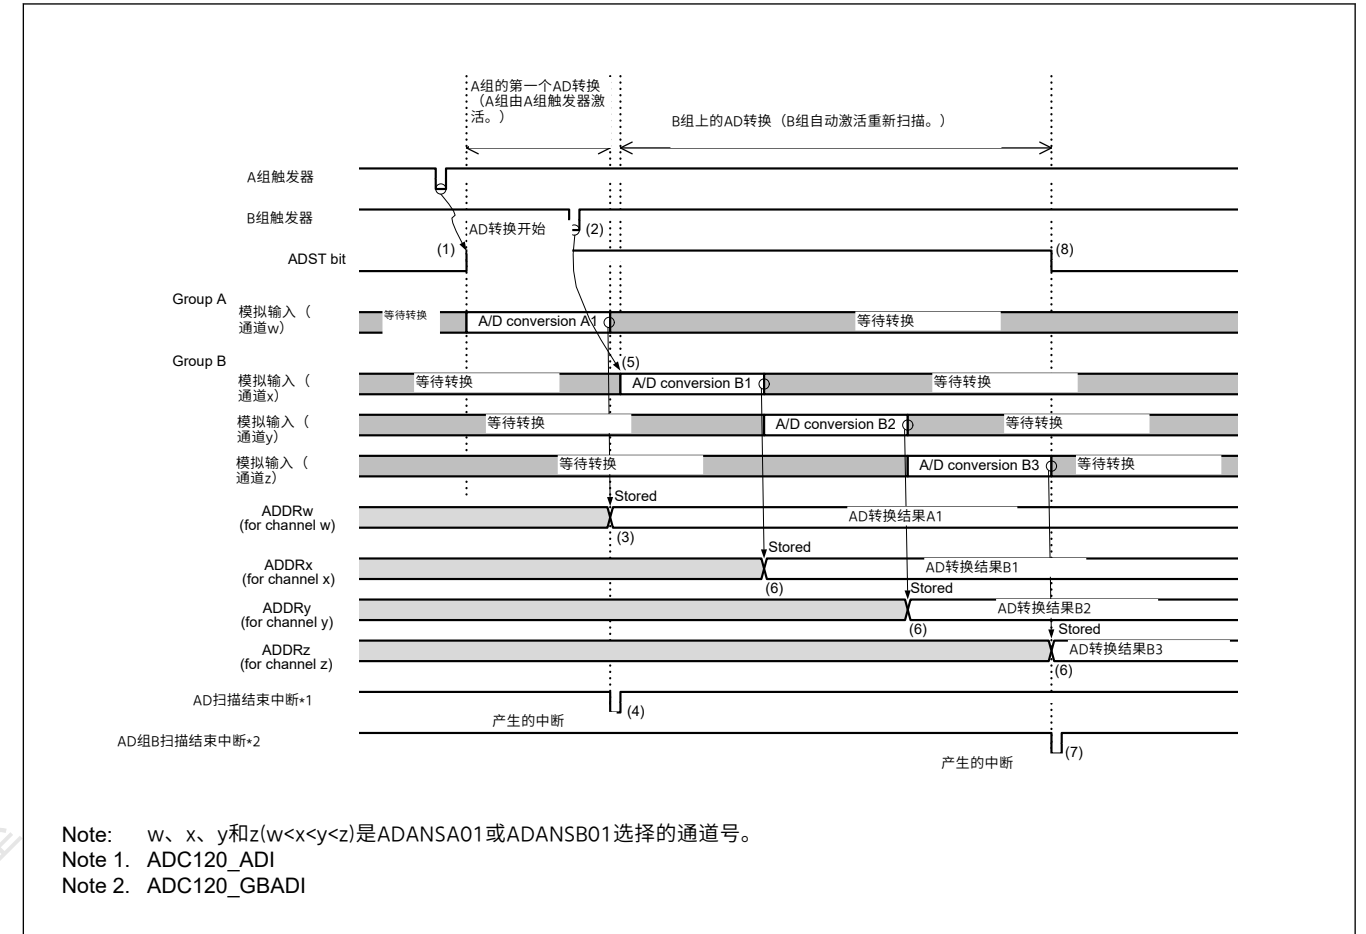 A组的第一个AD转换
（A组由A组触发器激
活。）
B组上的AD转换（B组自动激活重新扫描。）
A组触发器
B组触发器
AD转换开始
(2)
(1)
(8)
ADST bit
Group A
模拟输入（
通道w）
等待转换
A/D conversion A1
等待转换
Group B
(5)
模拟输入（
通道x）
等待转换
A/D conversion B1
等待转换
模拟输入（
通道y）
等待转换
A/D conversion B2
等待转换
模拟输入（
通道z）
等待转换
A/D conversion B3
等待转换
Stored
ADDRw
(for channel w)
AD转换结果A1
(3)
Stored
ADDRx
(for channel x)
AD转换结果B1
(6)
Stored
ADDRy
(for channel y)
AD转换结果B2
(6)
Stored
ADDRz
(for channel z)
AD转换结果B3
(6)
AD扫描结束中断*1
(4)
产生的中断
AD组B扫描结束中断*2
(7)
产生的中断
Note: w、x、y和z(w<x<y<z)是ADANSA01或ADANSB01选择的通道号。
Note 1. ADC120_ADI
Note 2. ADC120_GBADI